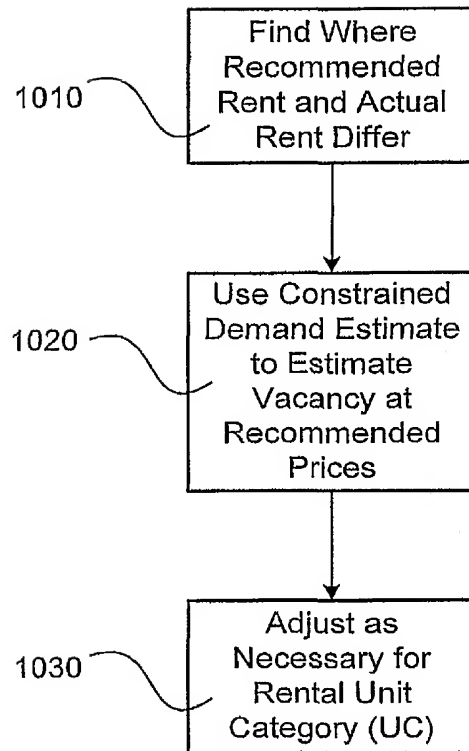 Find Where
Recommended
Rent and Actual
Rent Differ
1010
Use Constrained
Demand Estimate
to Estimate
Vacancy at
Recommended
Prices
1020
Adjust as
Necessary for
Rental Unit
Category (UC)
1030